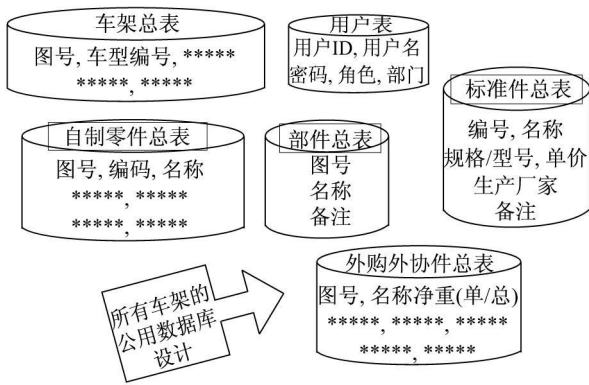 车架总表
图号, 车型编号, *****
*****, *****
用户表
用户ID, 用户名
密码, 角色, 部门
标准件总表
编号, 名称
规格/型号, 单价
生产厂家
备注
自制零件总表
图号, 编码, 名称
*****, *****
*****, *****
部件总表
图号
名称
备注
外购外协件总表
图号, 名称净重(单/总)
*****, *****, *****
*****, *****
所有车架的
公用数据库
设计